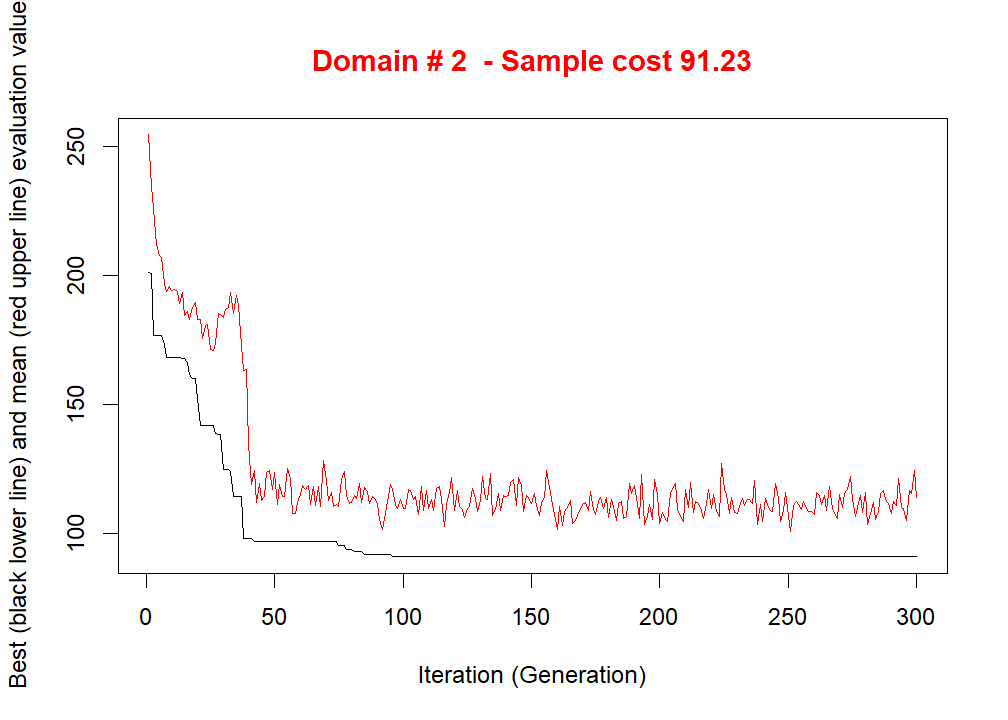 Domain # 2  - Sample cost 91.23
Best (black lower line) and mean (red upper line) evaluation value
250
200
150
100
0 50 100 150 200 250 300
Iteration (Generation)